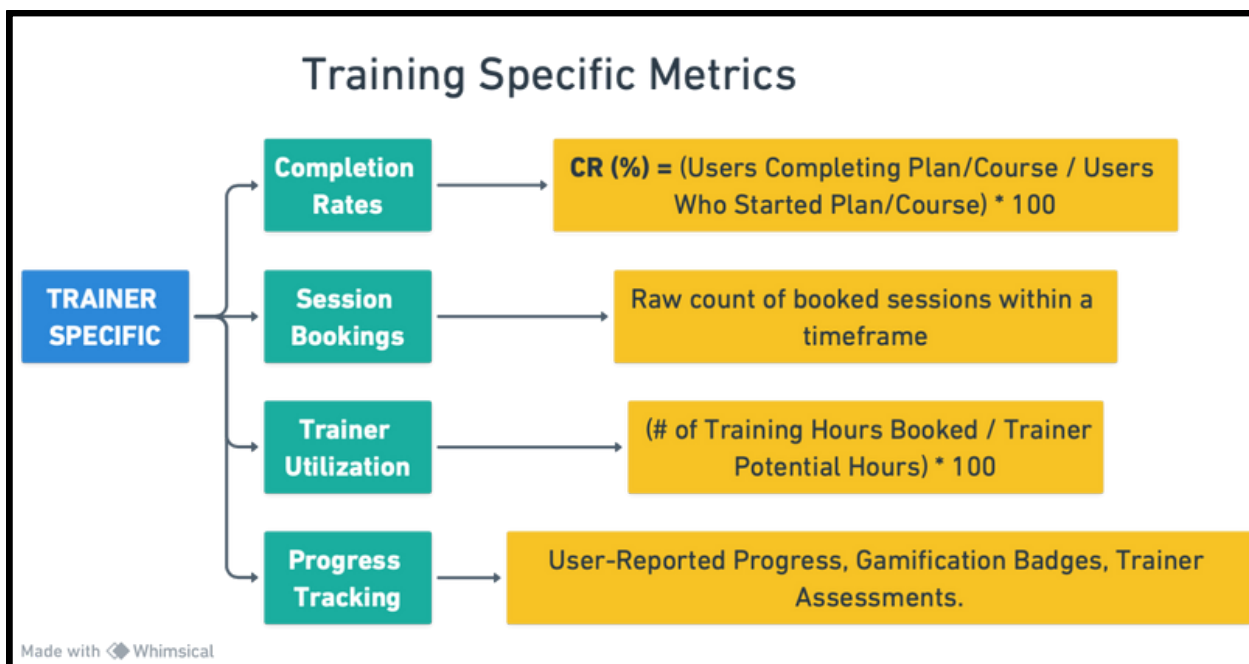 Training Specific Metrics
TRAINER
SPECIFIC
Completion
Rates
CR (%) = (Users Completing Plan/Course / Users
Who Started Plan/Course) * 100
Session
Bookings
Raw count of booked sessions within a
timeframe
Trainer
Utilization
(# of Training Hours Booked / Trainer
Potential Hours) * 100
Progress
Tracking
User-Reported Progress, Gamification Badges, Trainer
Assessments.
Made with Whimsical